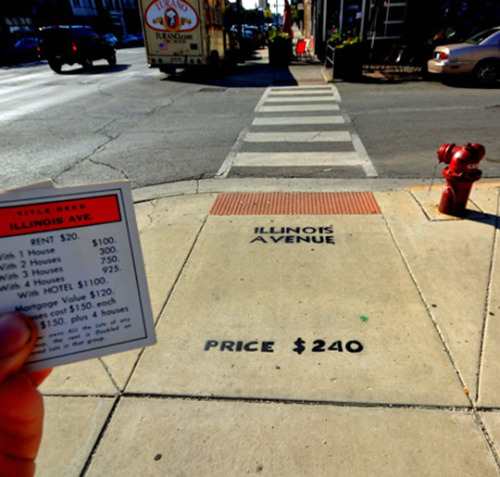 TURANO
TITLE DEED
ILLINOIS AVE.
RENT $20.
With 1 House $100.
With 2 Houses 300.
With 3 Houses 750.
With 4 Houses 925.
With HOTEL $1100.
Mortgage Value $120.
cost $150. each
$150. plus 4 houses
ILLINOIS
AVENUE
PRICE $240